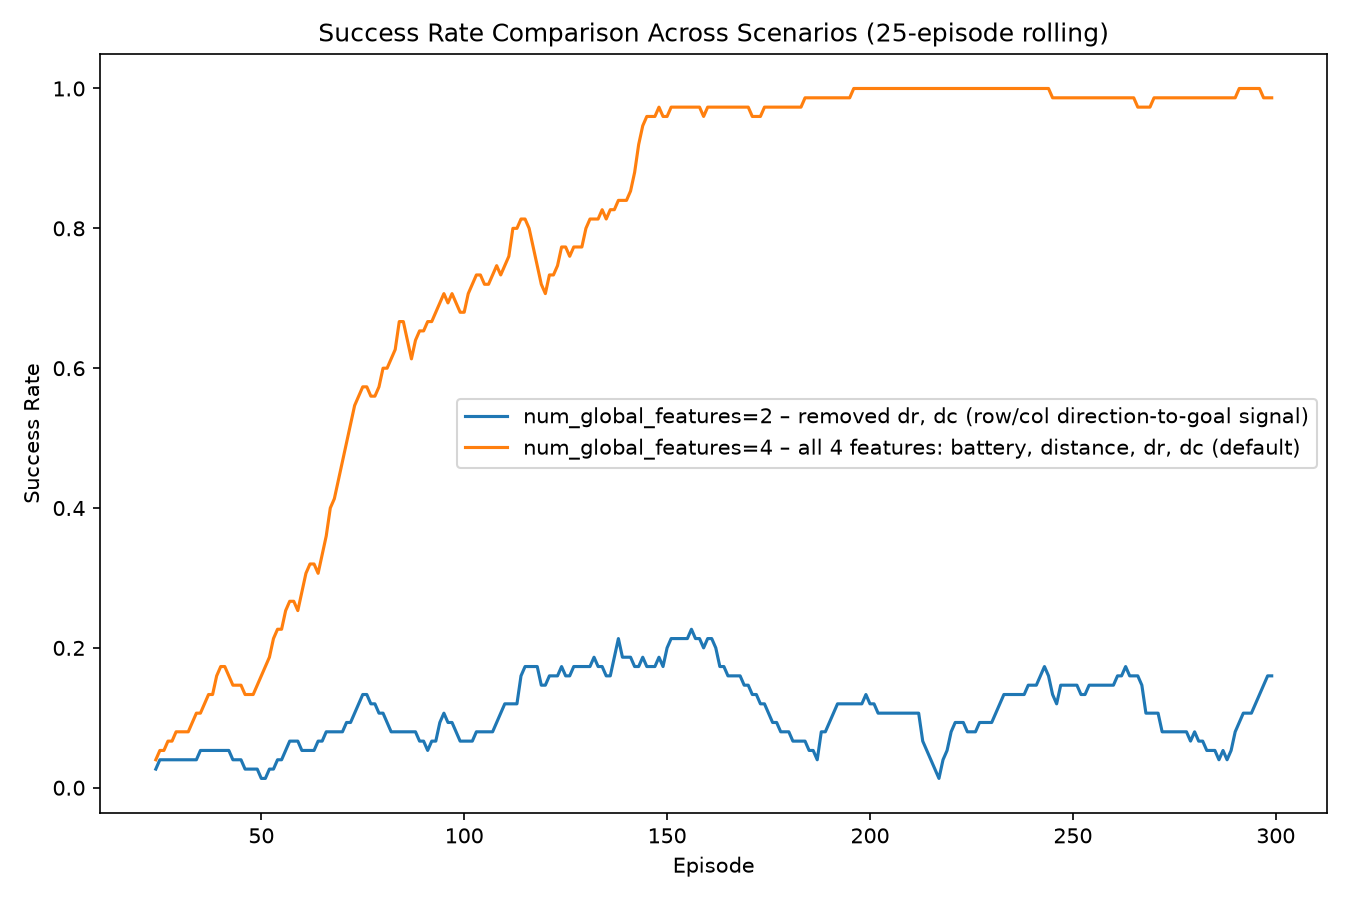 Success Rate Comparison Across Scenarios (25-episode rolling)
1.0
0.8
0.6
0.4
0.2
0.0
Success Rate
num_global_features=2 – removed dr, dc (row/col direction-to-goal signal)
num_global_features=4 – all 4 features: battery, distance, dr, dc (default)
50 100 150 200 250 300
Episode